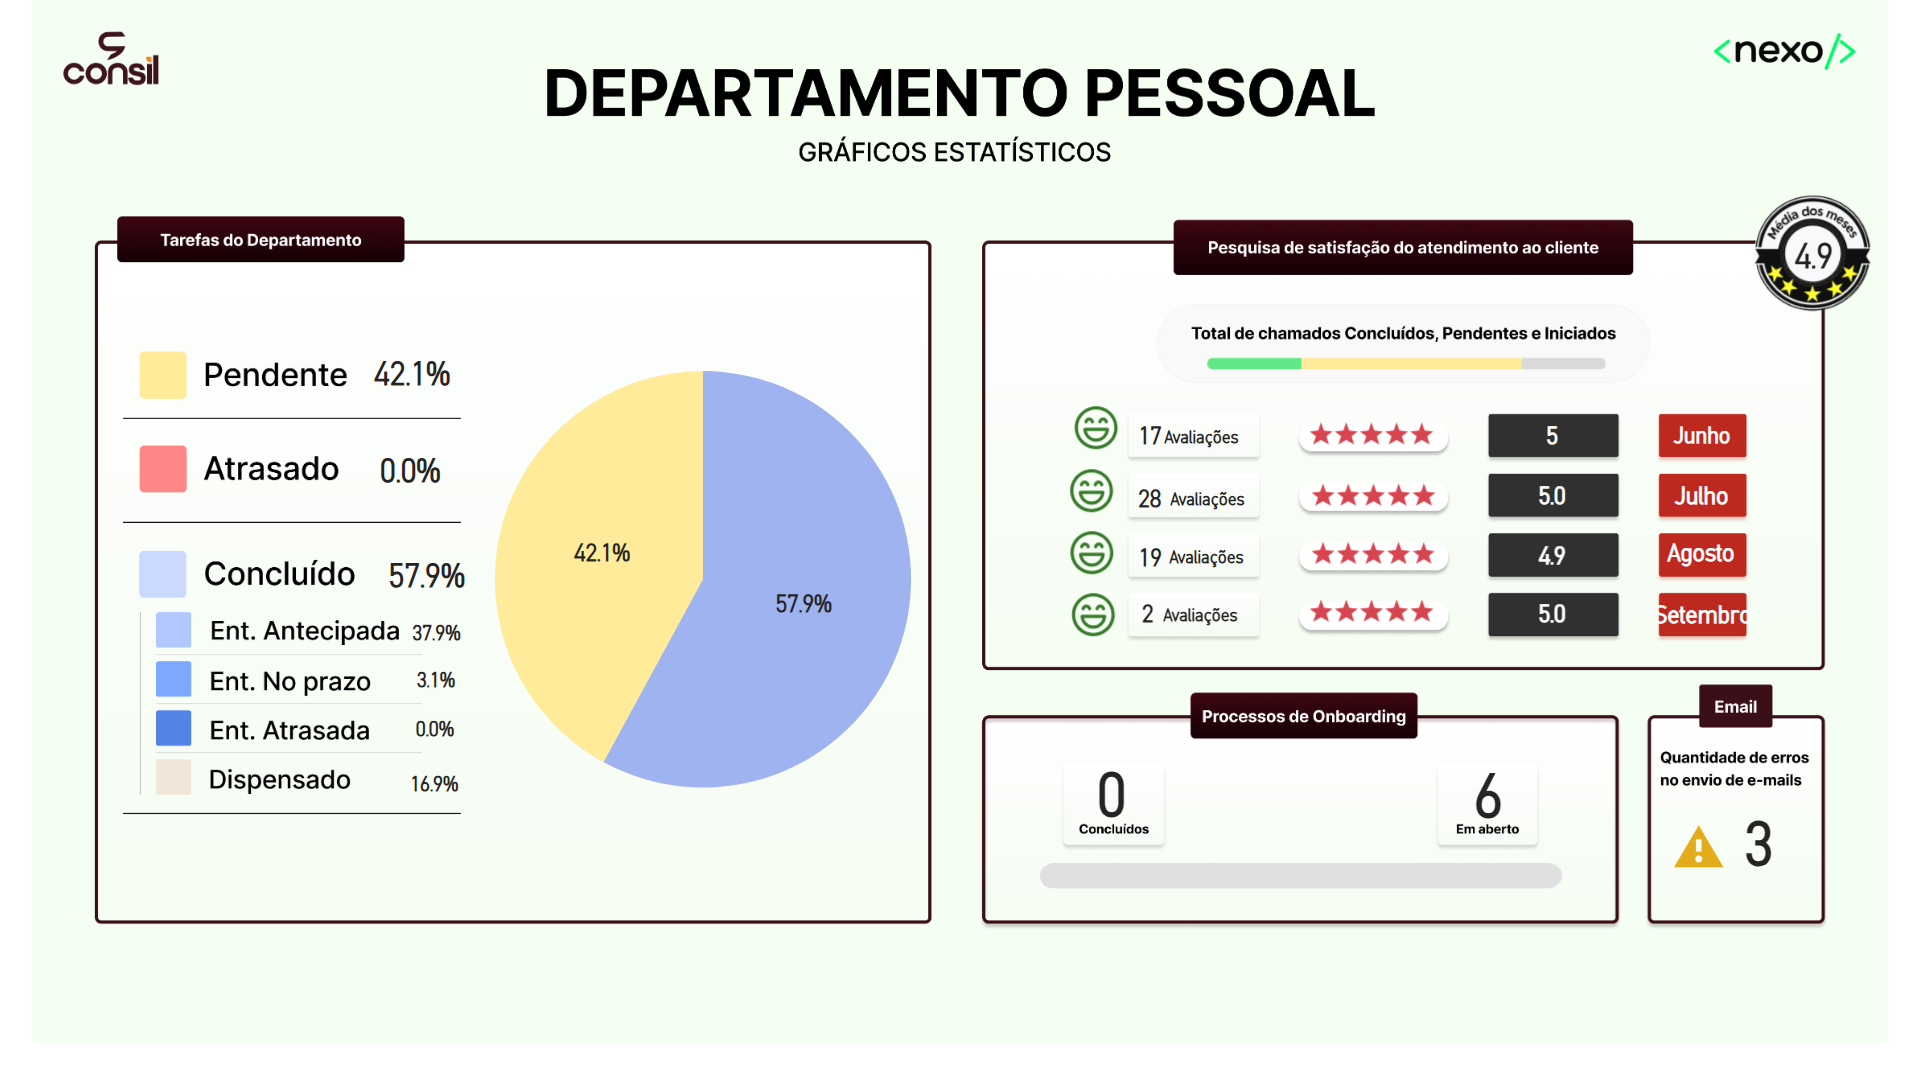 consil
<nexo/>
DEPARTAMENTO PESSOAL
GRÁFICOS ESTATÍSTICOS
Tarefas do Departamento
Pendente 42.1%
Atrasado 0.0%
Concluído 57.9%
Ent. Antecipada 37.9%
Ent. No prazo 3.1%
Ent. Atrasada 0.0%
Dispensado 16.9%
42.1%
57.9%
Pesquisa de satisfação do atendimento ao cliente
Média dos meses
4.9
Total de chamados Concluídos, Pendentes e Iniciados
17 Avaliações 5 Junho
28 Avaliações 5.0 Julho
19 Avaliações 4.9 Agosto
2 Avaliações 5.0 Setembro
Processos de Onboarding
0
Concluídos
6
Em aberto
Email
Quantidade de erros
no envio de e-mails
3